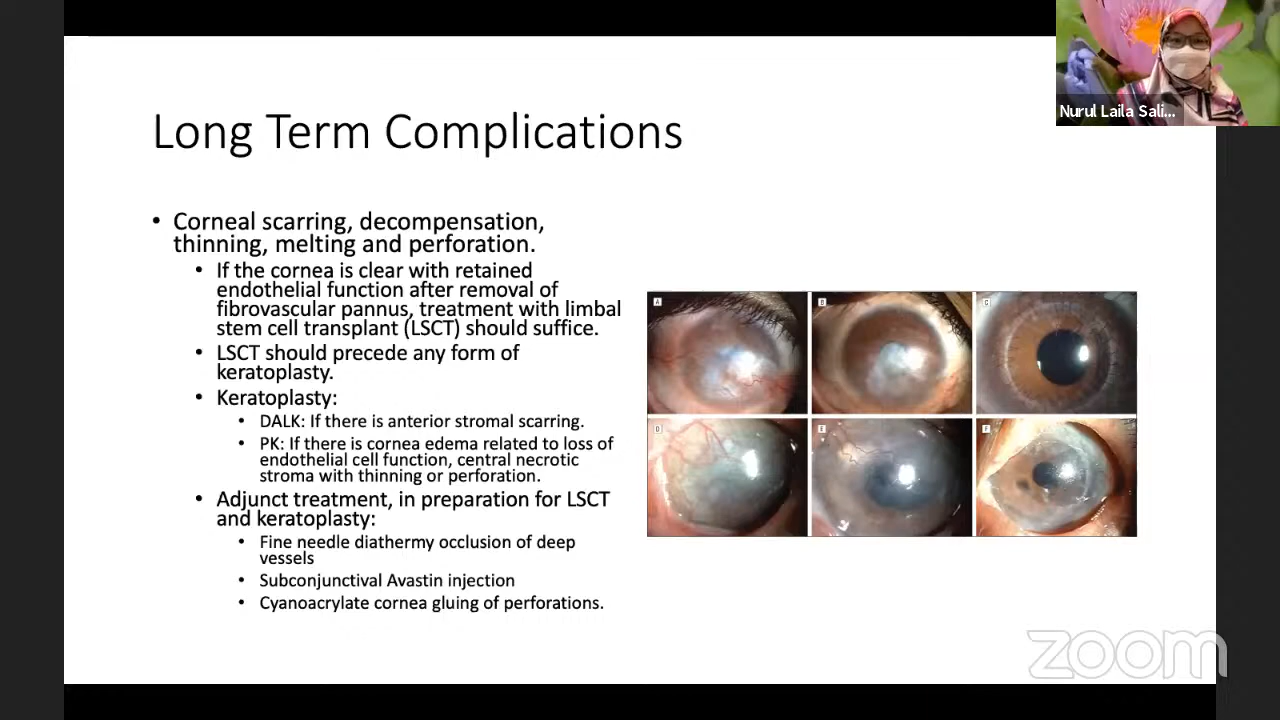 Nurul Laila Sali...
Long Term Complications
• Corneal scarring, decompensation,
thinning, melting and perforation.
• If the cornea is clear with retained
endothelial function after removal of
fibrovascular pannus, treatment with limbal
stem cell transplant (LSCT) should suffice.
• LSCT should precede any form of
keratoplasty.
• Keratoplasty:
• DALK: If there is anterior stromal scarring.
• PK: If there is cornea edema related to loss of
endothelial cell function, central necrotic
stroma with thinning or perforation.
• Adjunct treatment, in preparation for LSCT
and keratoplasty:
• Fine needle diathermy occlusion of deep
vessels
• Subconjunctival Avastin injection
• Cyanoacrylate cornea gluing of perforations.
A B C
D E F
zoom